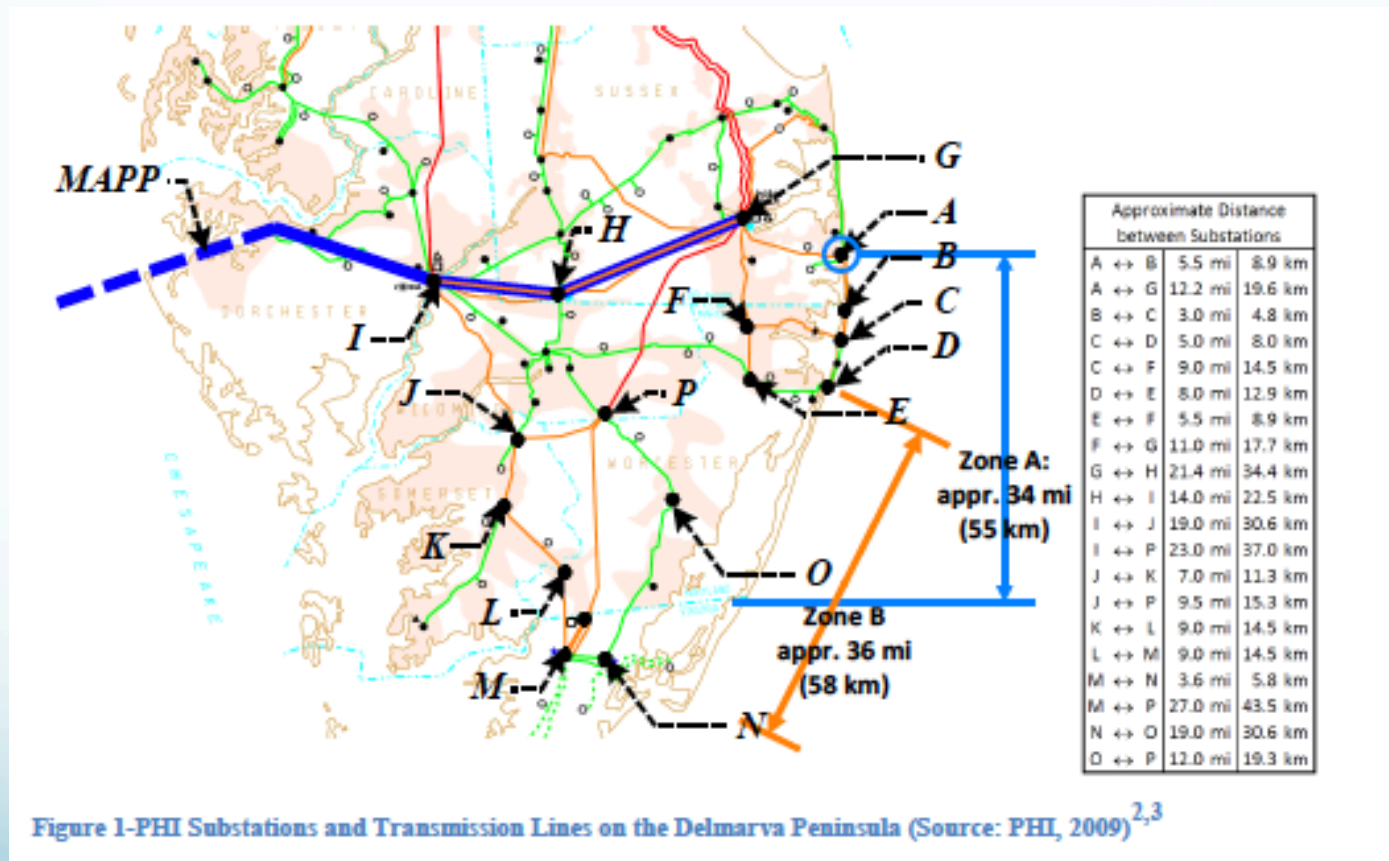 CAROLINE
SUSSEX
MAPP
G
A
H
B
DORCHESTER
F
C
I
D
J
P
E
WORCESTER
SOMERSET
CHESAPEAKE
Zone A:
appr. 34 mi
(55 km)
K
O
L
Zone B
appr. 36 mi
(58 km)
M
N
Approximate Distance
between Substations
A ↔ B 5.5 mi 8.9 km
A ↔ G 12.2 mi 19.6 km
B ↔ C 3.0 mi 4.8 km
C ↔ D 5.0 mi 8.0 km
C ↔ F 9.0 mi 14.5 km
D ↔ E 8.0 mi 12.9 km
E ↔ F 5.5 mi 8.9 km
F ↔ G 11.0 mi 17.7 km
G ↔ H 21.4 mi 34.4 km
H ↔ I 14.0 mi 22.5 km
I ↔ J 19.0 mi 30.6 km
I ↔ P 23.0 mi 37.0 km
J ↔ K 7.0 mi 11.3 km
J ↔ P 9.5 mi 15.3 km
K ↔ L 9.0 mi 14.5 km
L ↔ M 9.0 mi 14.5 km
M ↔ N 3.6 mi 5.8 km
M ↔ P 27.0 mi 43.5 km
N ↔ O 19.0 mi 30.6 km
O ↔ P 12.0 mi 19.3 km
Figure 1-PHI Substations and Transmission Lines on the Delmarva Peninsula (Source: PHI, 2009)2,3